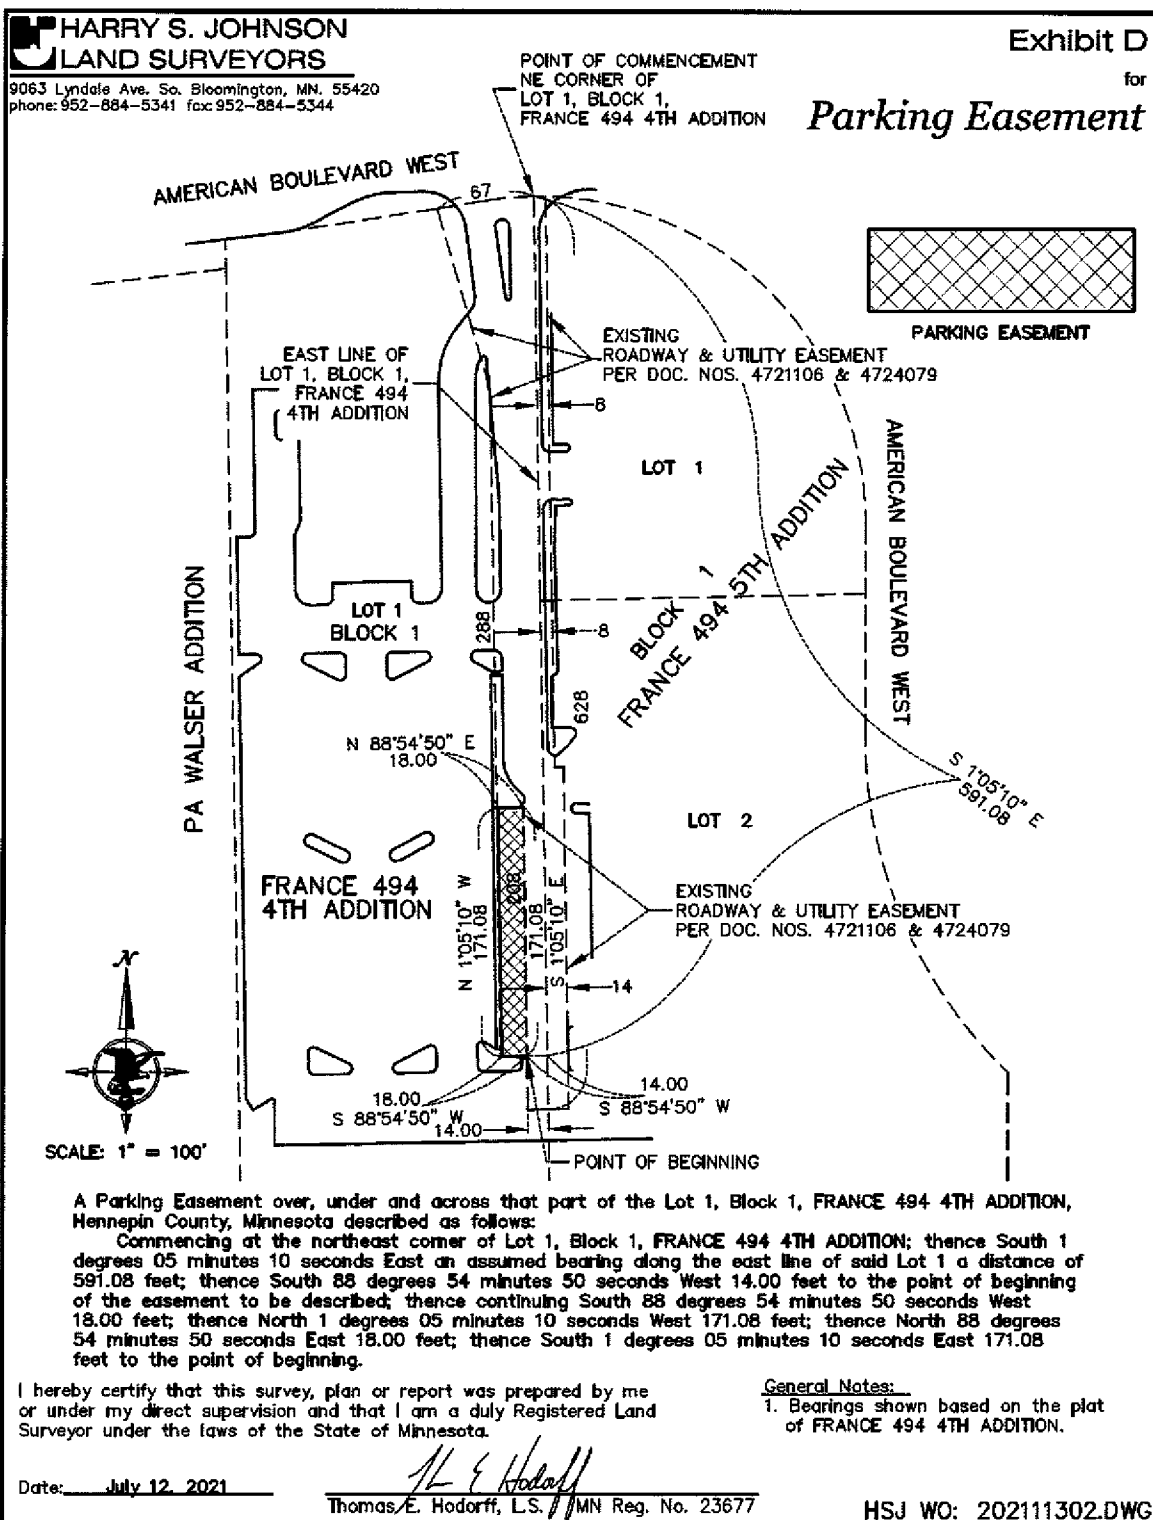 HARRY S. JOHNSON
LAND SURVEYORS
9063 Lyndale Ave. So. Bloomington, MN. 55420
phone: 952-884-5341 fax: 952-884-5344
Exhibit D
for
Parking Easement
POINT OF COMMENCEMENT
NE CORNER OF
LOT 1, BLOCK 1,
FRANCE 494 4TH ADDITION
AMERICAN BOULEVARD WEST
67
PARKING EASEMENT
EXISTING
ROADWAY & UTILITY EASEMENT
PER DOC. NOS. 4721106 & 4724079
EAST LINE OF
LOT 1, BLOCK 1,
FRANCE 494
4TH ADDITION
8
LOT 1
AMERICAN BOULEVARD WEST
BLOCK 1
FRANCE 494 5TH ADDITION
PA WALSER ADDITION
LOT 1
BLOCK 1
288
8
628
N 88°54'50" E
18.00
S 1°05'10" E
591.08
LOT 2
FRANCE 494
4TH ADDITION
N 1°05'10" W
171.08
208
171.08
S 1°05'10" E
EXISTING
ROADWAY & UTILITY EASEMENT
PER DOC. NOS. 4721106 & 4724079
14
N
SCALE: 1" = 100'
18.00
S 88°54'50" W
14.00
14.00
S 88°54'50" W
POINT OF BEGINNING
A Parking Easement over, under and across that part of the Lot 1, Block 1, FRANCE 494 4TH ADDITION,
Hennepin County, Minnesota described as follows:
Commencing at the northeast corner of Lot 1, Block 1, FRANCE 494 4TH ADDITION; thence South 1
degrees 05 minutes 10 seconds East an assumed bearing along the east line of said Lot 1 a distance of
591.08 feet; thence South 88 degrees 54 minutes 50 seconds West 14.00 feet to the point of beginning
of the easement to be described; thence continuing South 88 degrees 54 minutes 50 seconds West
18.00 feet; thence North 1 degrees 05 minutes 10 seconds West 171.08 feet; thence North 88 degrees
54 minutes 50 seconds East 18.00 feet; thence South 1 degrees 05 minutes 10 seconds East 171.08
feet to the point of beginning.
I hereby certify that this survey, plan or report was prepared by me
or under my direct supervision and that I am a duly Registered Land
Surveyor under the laws of the State of Minnesota.
General Notes:
1. Bearings shown based on the plat
of FRANCE 494 4TH ADDITION.
Date: July 12, 2021
Thomas E. Hodorff, L.S. MN Reg. No. 23677
HSJ WO: 202111302.DWG